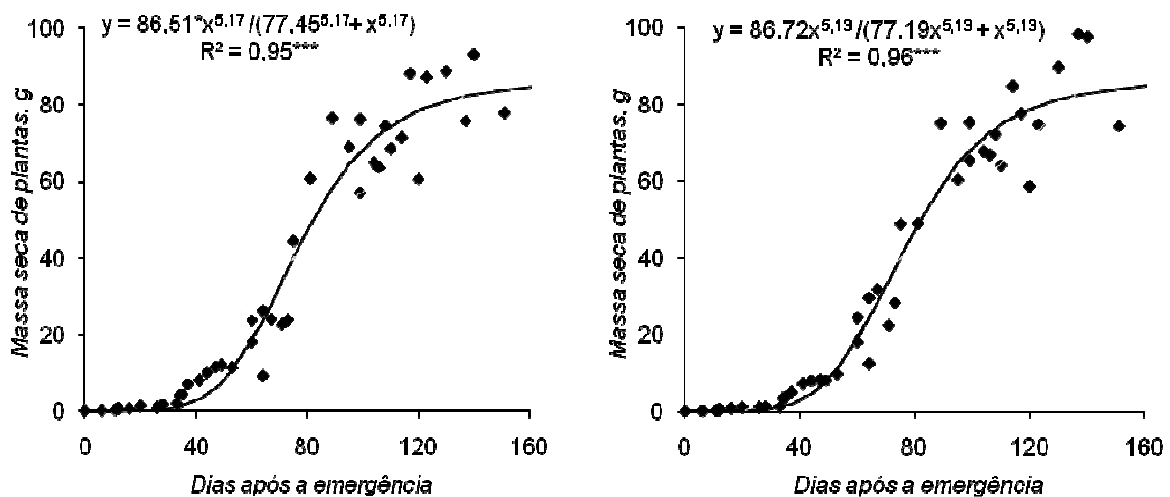 y = 86,51*x^5,17 /(77,45^5,17 + x^5,17)
R² = 0,95***
Massa seca de plantas, g
100
80
60
40
20
0
0 40 80 120 160
Dias após a emergência
y = 86,72x^5,13/(77,19x^5,13 + x^5,13)
R² = 0,96***
Massa seca de plantas, g
100
80
60
40
20
0
0 40 80 120 160
Dias após a emergência